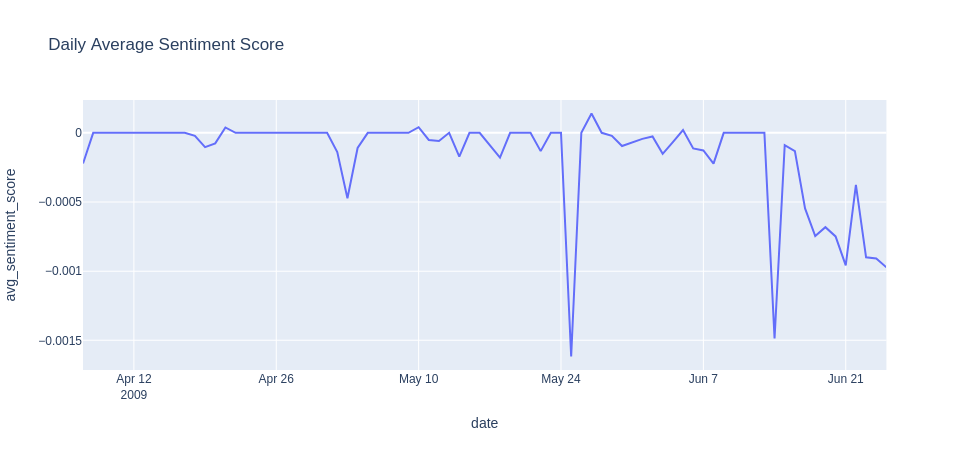 Daily Average Sentiment Score
avg_sentiment_score
0
−0.0005
−0.001
−0.0015
Apr 12
2009
Apr 26
May 10
May 24
Jun 7
Jun 21
date